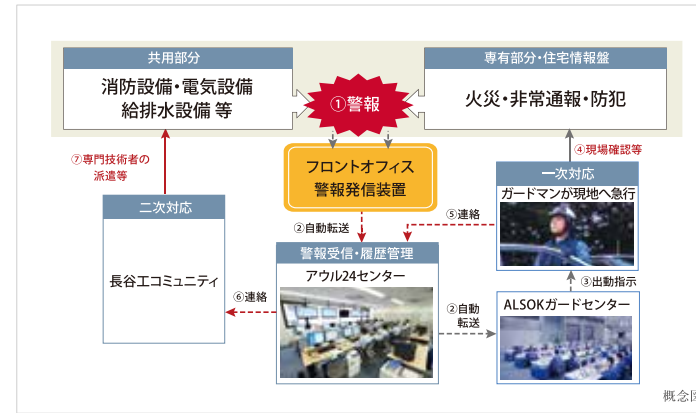 共用部分
消防設備・電気設備
給排水設備 等
①警報
専有部分・住宅情報盤
火災・非常通報・防犯
⑦専門技術者の
派遣等
フロントオフィス
警報発信装置
④現場確認等
一次対応
ガードマンが現地へ急行
二次対応
長谷工コミュニティ
②自動転送
⑤連絡
警報受信・履歴管理
アウル24センター
⑥連絡
②自動
転送
③出動指示
ALSOKガードセンター
概念図